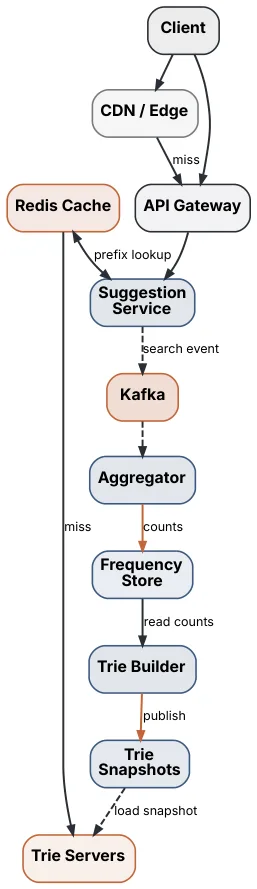 Client
CDN / Edge
miss
Redis Cache
API Gateway
prefix lookup
Suggestion
Service
search event
Kafka
Aggregator
miss
counts
Frequency
Store
read counts
Trie Builder
publish
Trie
Snapshots
load snapshot
Trie Servers